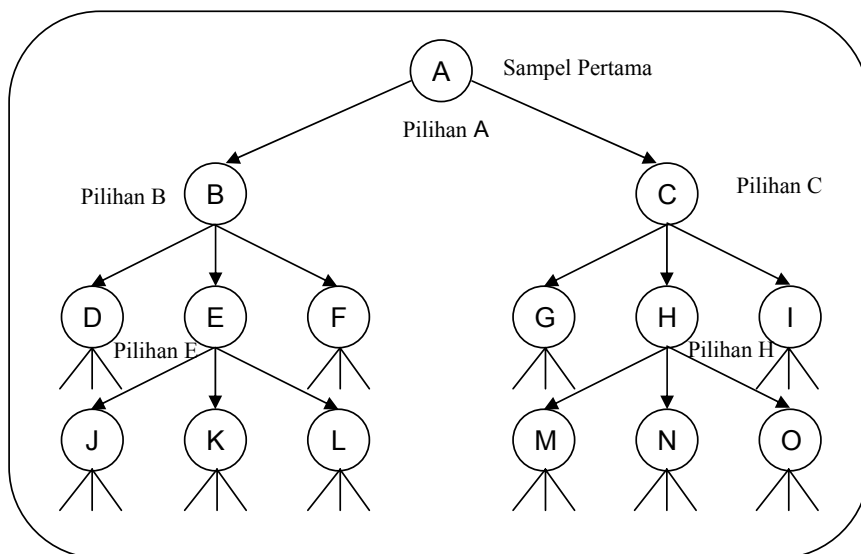 A
Sampel Pertama
Pilihan A
Pilihan B
B
C
Pilihan C
D
E
F
G
H
I
Pilihan E
Pilihan H
J
K
L
M
N
O